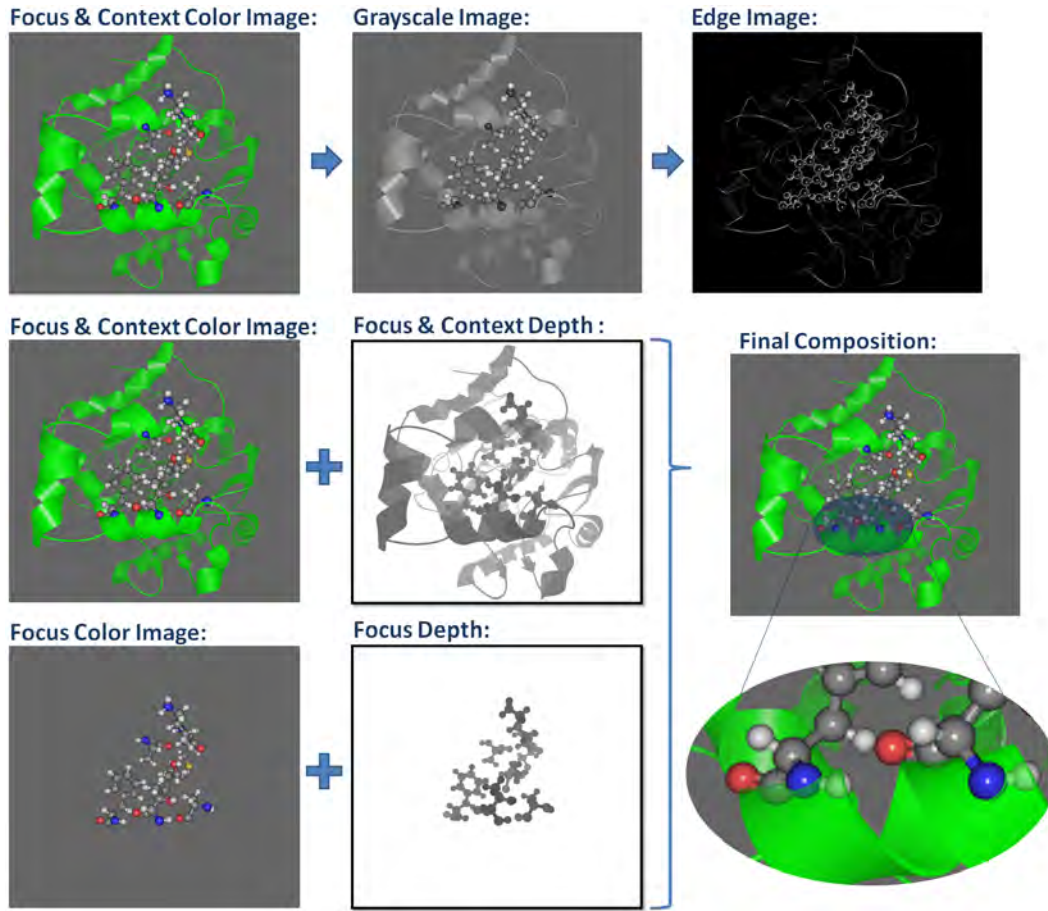 Focus & Context Color Image:
Grayscale Image:
Edge Image:
Focus & Context Color Image:
Focus & Context Depth :
Final Composition:
Focus Color Image:
Focus Depth: